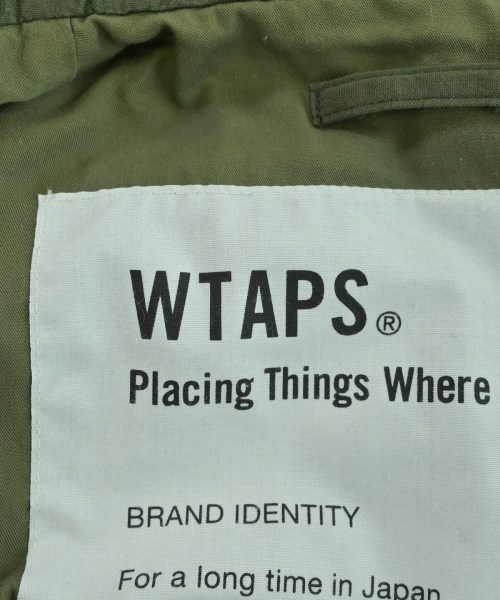 WTAPS®
Placing Things Where
BRAND IDENTITY
For a long time in Japan